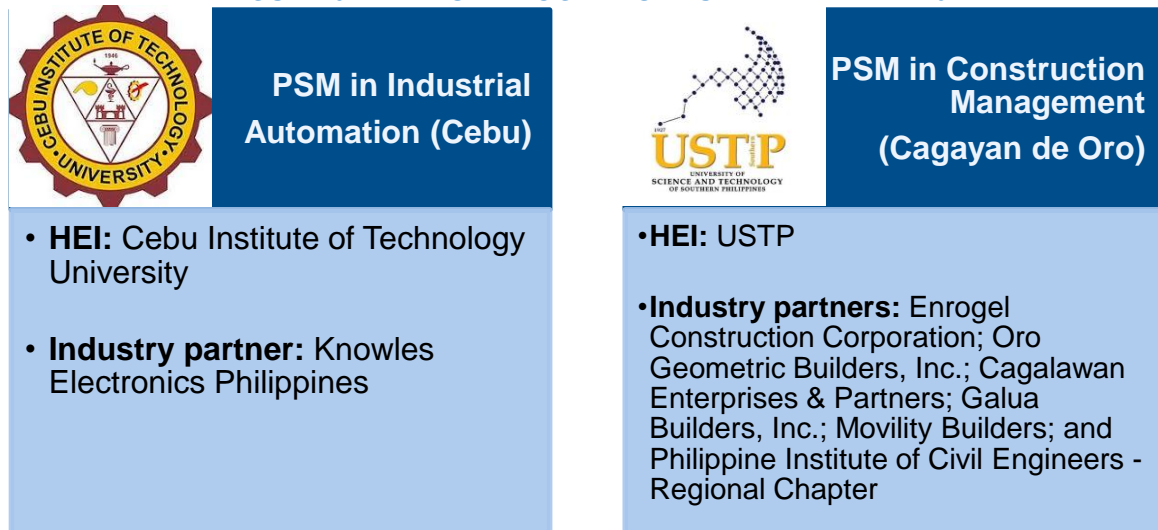 CEBU INSTITUTE OF TECHNOLOGY
• UNIVERSITY •
1946
PSM in Industrial
Automation (Cebu)
• HEI: Cebu Institute of Technology
University
• Industry partner: Knowles
Electronics Philippines
1927
USTP
Southern
UNIVERSITY OF
SCIENCE AND TECHNOLOGY
OF SOUTHERN PHILIPPINES
PSM in Construction
Management
(Cagayan de Oro)
•HEI: USTP
•Industry partners: Enrogel
Construction Corporation; Oro
Geometric Builders, Inc.; Cagalawan
Enterprises & Partners; Galua
Builders, Inc.; Movility Builders; and
Philippine Institute of Civil Engineers -
Regional Chapter